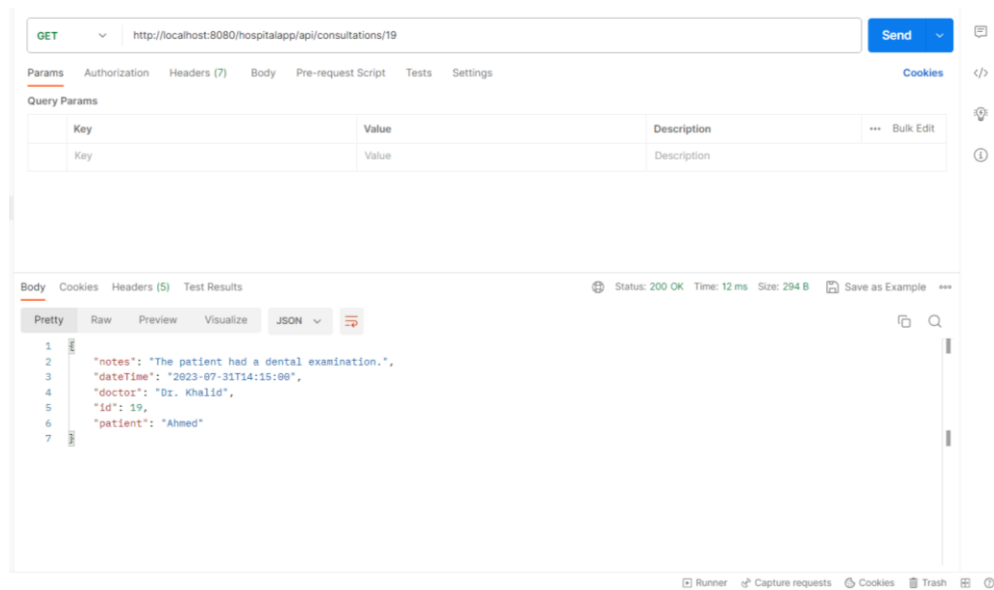 GET http://localhost:8080/hospitalapp/api/consultations/19 Send
Params Authorization Headers (7) Body Pre-request Script Tests Settings Cookies
Query Params
Key Value Description ••• Bulk Edit
Key Value Description
Body Cookies Headers (5) Test Results Status: 200 OK Time: 12 ms Size: 294 B Save as Example •••
Pretty Raw Preview Visualize JSON
1 {
2 "notes": "The patient had a dental examination.",
3 "dateTime": "2023-07-31T14:15:00",
4 "doctor": "Dr. Khalid",
5 "id": 19,
6 "patient": "Ahmed"
7 }
Runner Capture requests Cookies Trash